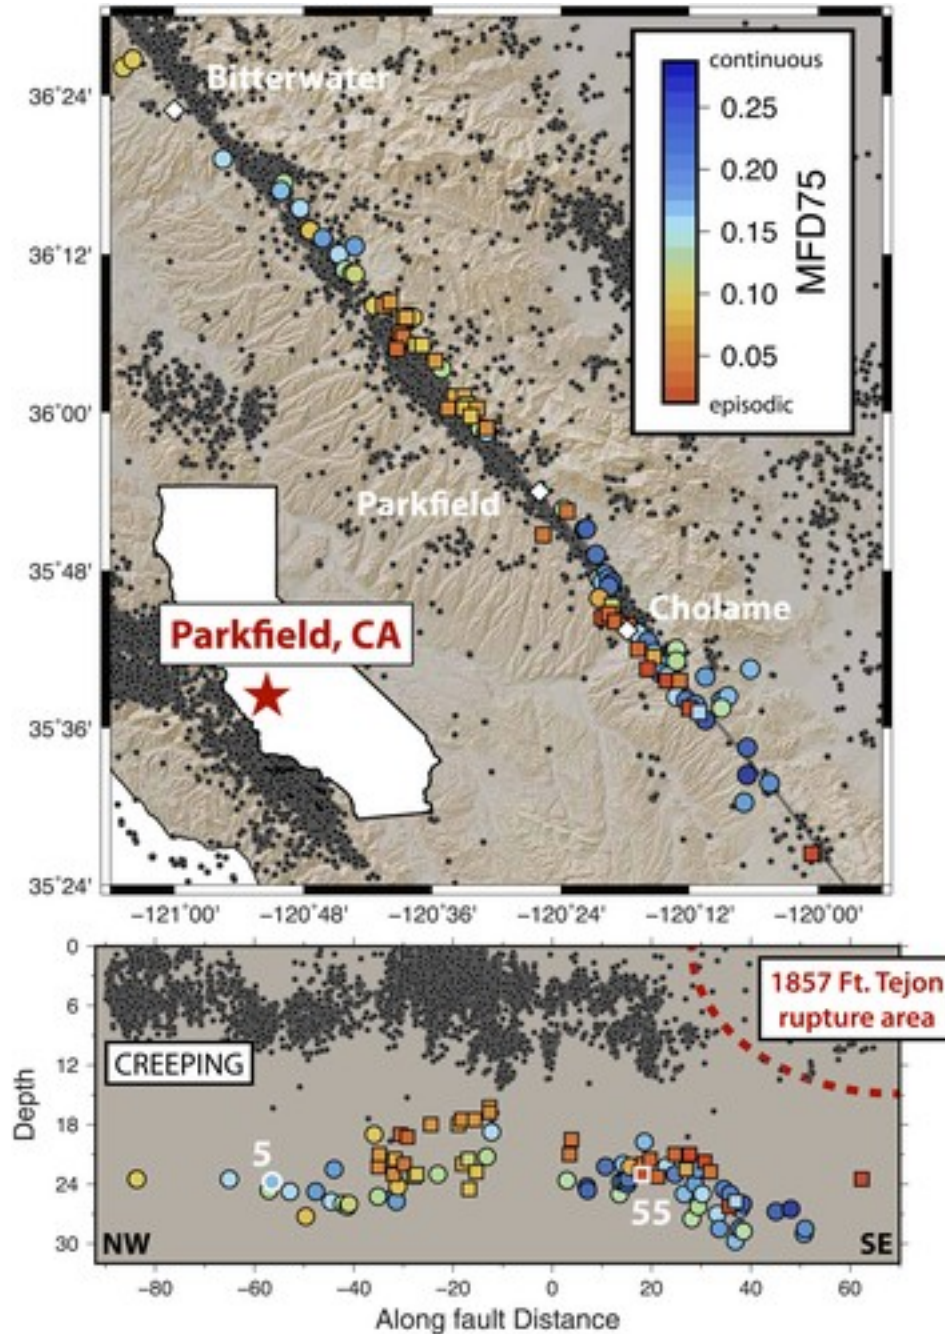 Bitterwater
continuous
0.25
0.20
0.15
0.10
0.05
episodic
MFD75
36°24'
36°12'
36°00'
35°48'
35°36'
35°24'
Parkfield
Cholame
Parkfield, CA
−121°00'
−120°48'
−120°36'
−120°24'
−120°12'
−120°00'
0
6
12
18
24
30
Depth
1857 Ft. Tejon
rupture area
CREEPING
5
55
NW
SE
−80
−60
−40
−20
0
20
40
60
Along fault Distance